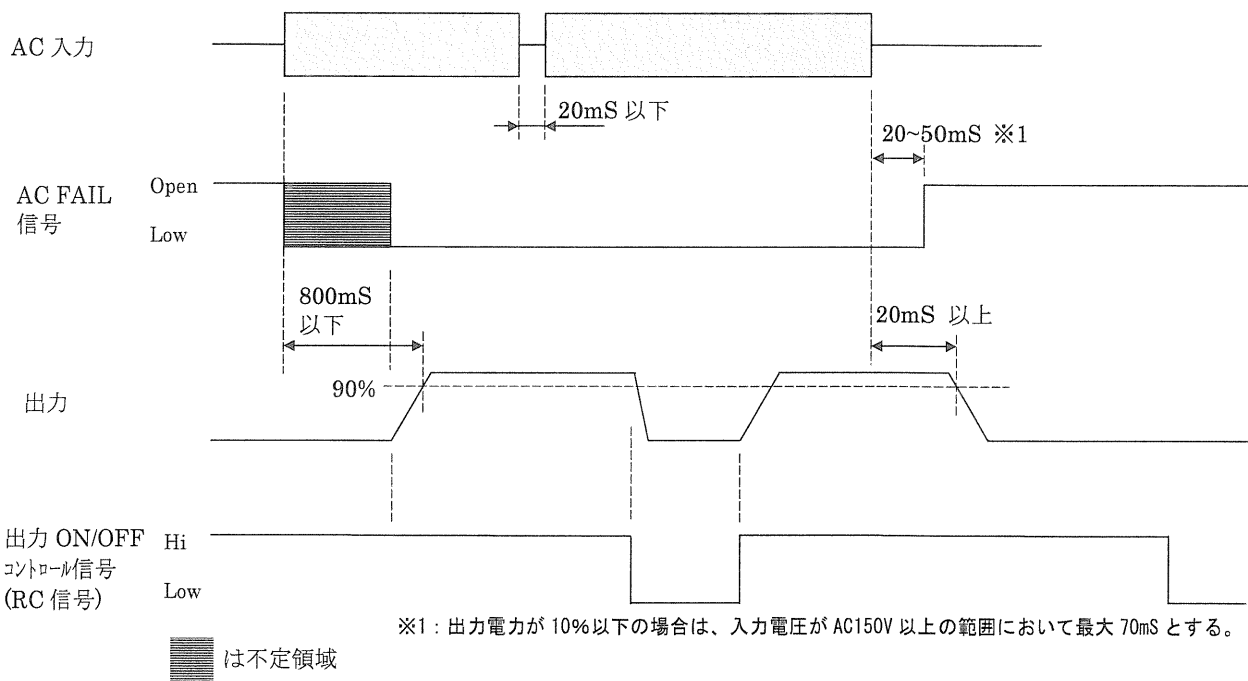 AC 入力
20mS 以下
20~50mS ※1
AC FAIL
信号
Open
Low
800mS
以下
20mS 以上
90%
出力
出力 ON/OFF
コントロール信号
(RC 信号)
Hi
Low
※1：出力電力が 10%以下の場合は、入力電圧が AC150V 以上の範囲において最大 70mS とする。
は不定領域